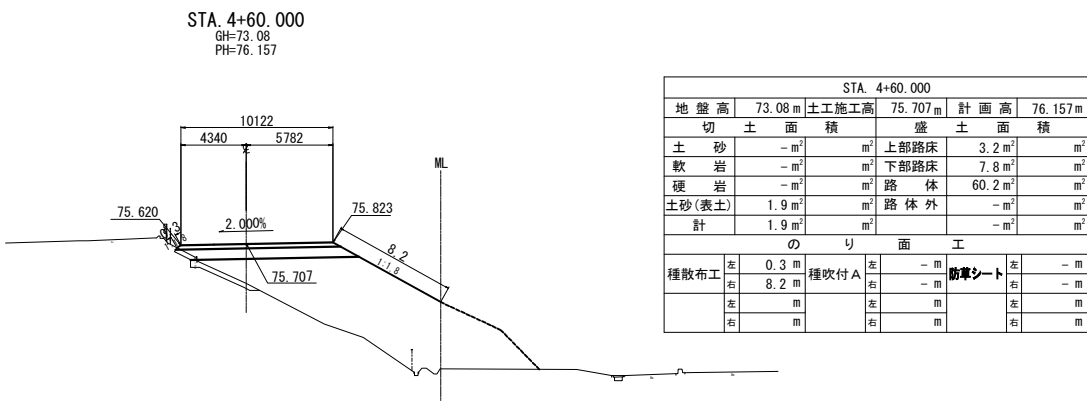 STA. 4+60.000
GH=73.08
PH=76.157
10122
4340 5782
ML
75.620
2.000%
75.823
8.2
1:1.8
75.707
STA. 4+60.000
地盤高 73.08 m 土工施工高 75.707 m 計画高 76.157 m
切土面積 盛土面積
土砂 - m² m² 上部路床 3.2 m² m²
軟岩 - m² m² 下部路床 7.8 m² m²
硬岩 - m² m² 路体 60.2 m² m²
土砂(表土) 1.9 m² m² 路体外 - m² m²
計 1.9 m² m² - m² m²
のり面工
種散布工 左 0.3 m 種吹付A 左 - m 防草シート 左 - m
右 8.2 m 右 - m 右 - m
左 m 左 m 左 m
右 m 右 m 右 m